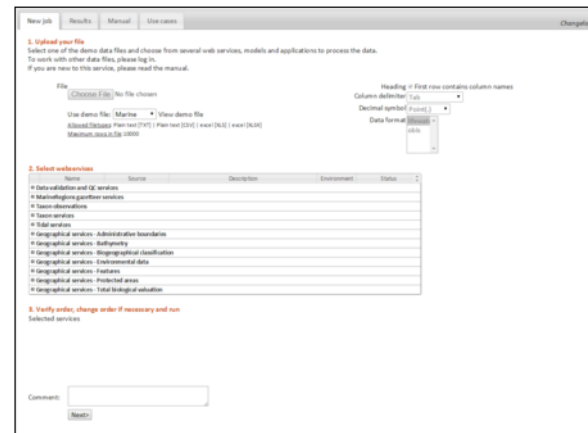 New job Results Manual Use cases
1. Upload your file
Select one of the demo data files and choose from several web services, models and applications to process the data.
To work with other data files, please log in.
If you are new to this service, please read the manual.
File
Choose File No file chosen
Use demo file: Marine View demo file
Allowed filetypes: Plain text [TXT] | Plain text [CSV] | excel [XLS] | excel [XLSX]
Maximum rows in file: 10000
Heading First row contains column names
Column delimiter Tab
Decimal symbol Point(.)
Data format
2. Select webservices
Name Source Description Environment Status
Data validation and QC services
MarineRegions gazetteer services
Taxon observations
Taxon services
Tidal services
Geographical services - Administrative boundaries
Geographical services - Bathymetry
Geographical services - Biogeographical classification
Geographical services - Environmental data
Geographical services - Features
Geographical services - Protected areas
Geographical services - Total biological valuation
3. Verify order, change order if necessary and run
Selected services
Comment:
Next>